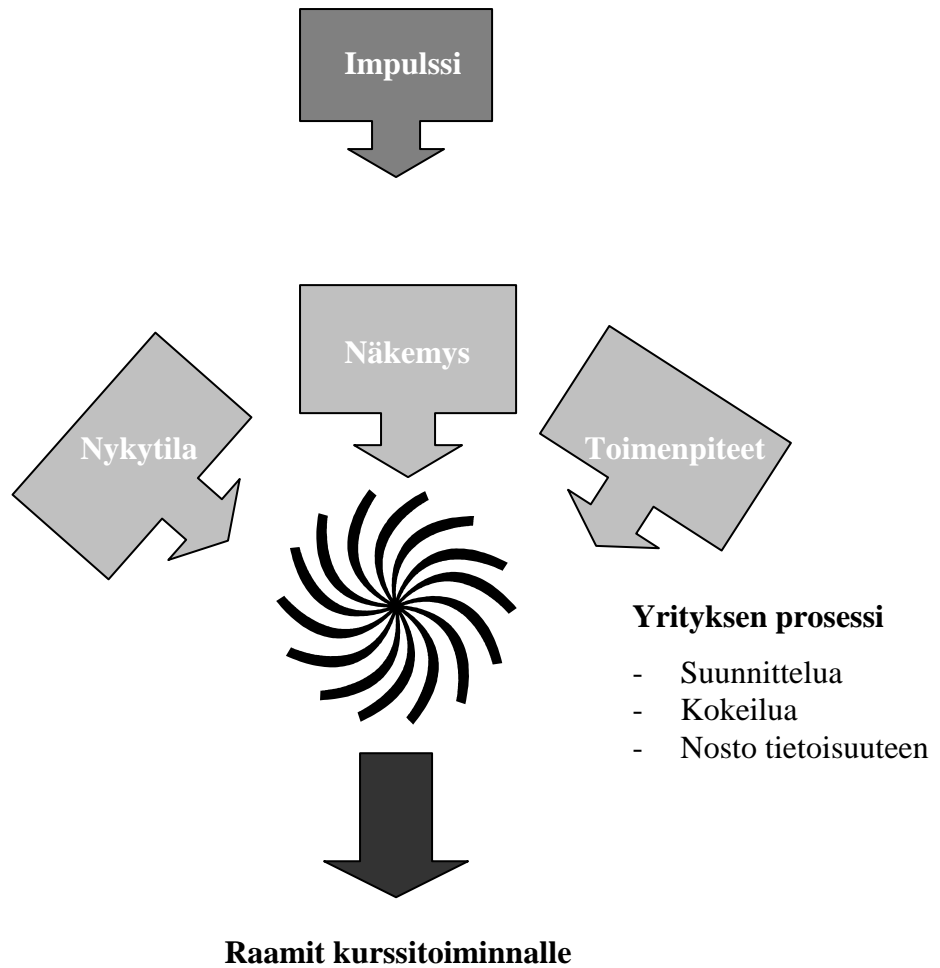 Impulssi
Näkemys
Nykytila
Toimenpiteet
Yrityksen prosessi
- Suunnittelua
- Kokeilua
- Nosto tietoisuuteen
Raamit kurssitoiminnalle